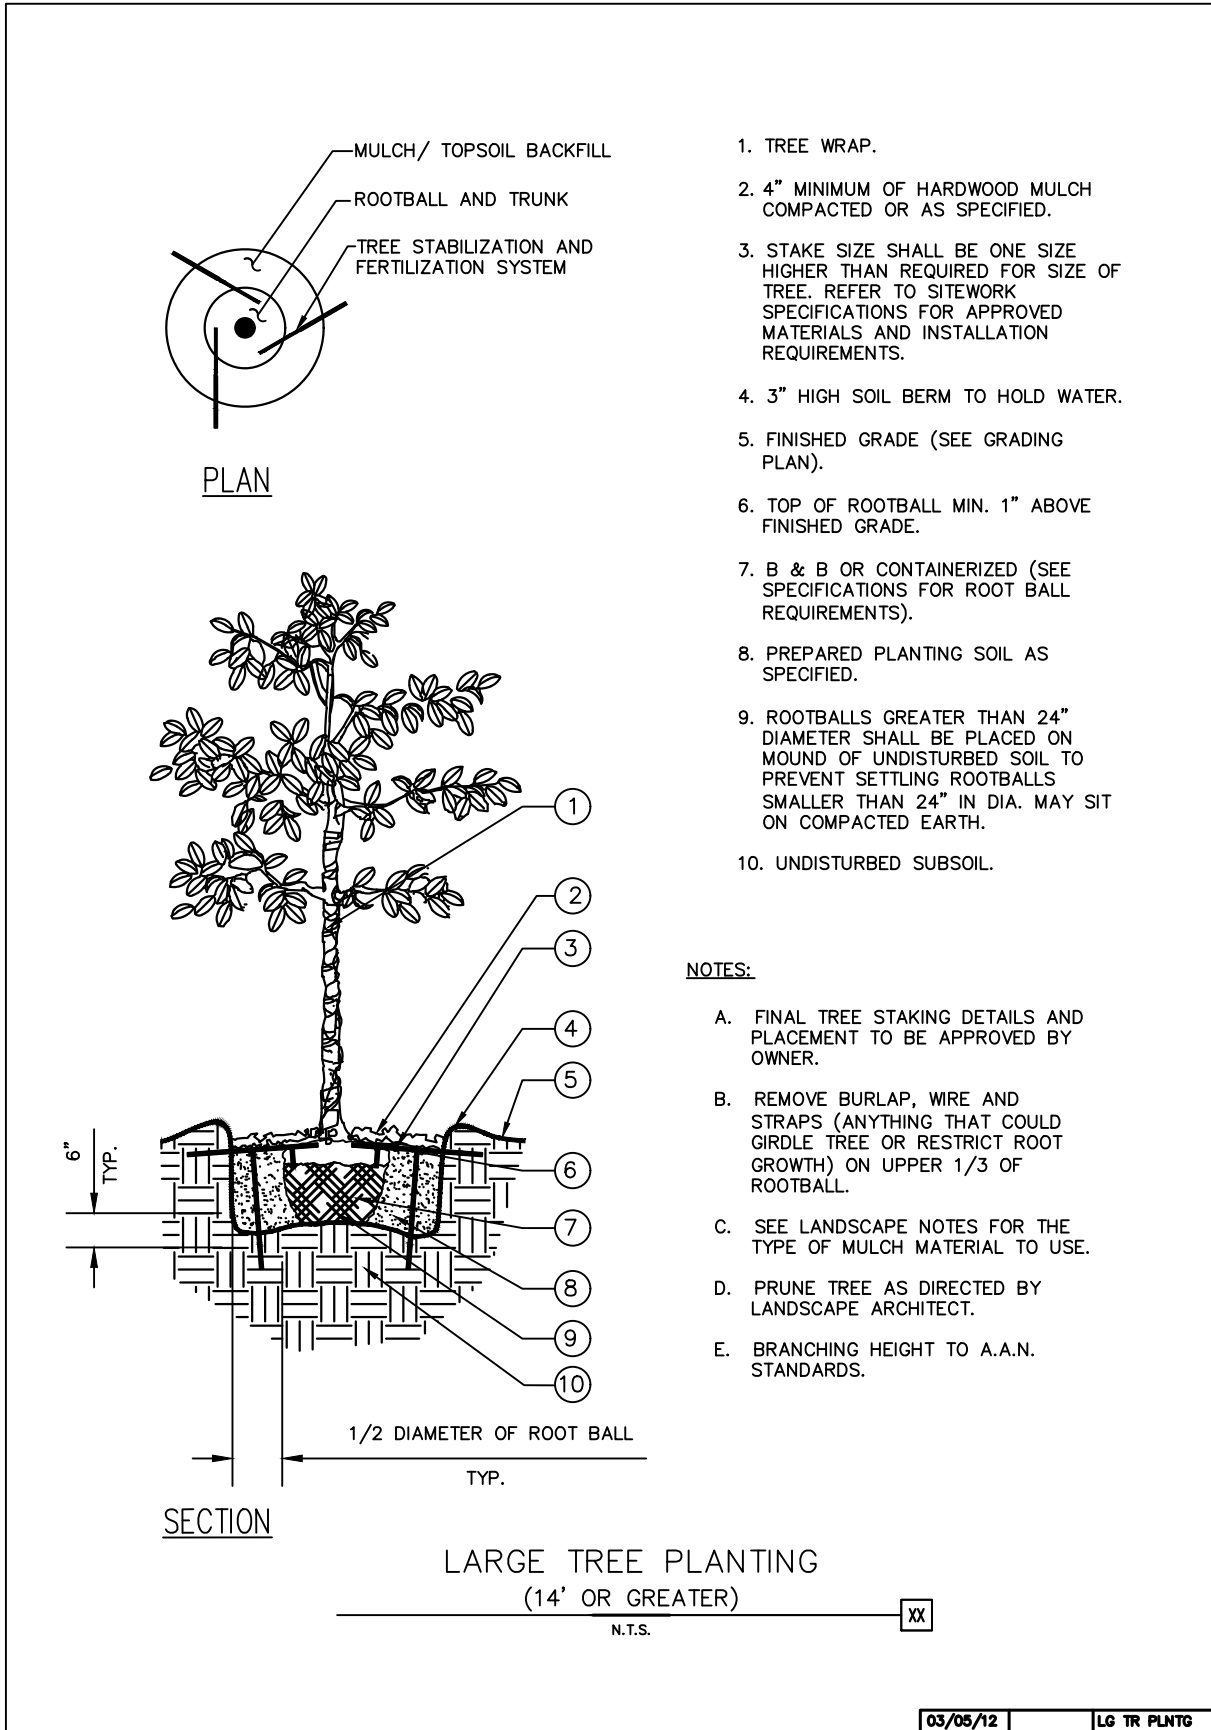 MULCH/ TOPSOIL BACKFILL
ROOTBALL AND TRUNK
TREE STABILIZATION AND
FERTILIZATION SYSTEM
PLAN
1. TREE WRAP.
2. 4" MINIMUM OF HARDWOOD MULCH
COMPACTED OR AS SPECIFIED.
3. STAKE SIZE SHALL BE ONE SIZE
HIGHER THAN REQUIRED FOR SIZE OF
TREE. REFER TO SITEWORK
SPECIFICATIONS FOR APPROVED
MATERIALS AND INSTALLATION
REQUIREMENTS.
4. 3" HIGH SOIL BERM TO HOLD WATER.
5. FINISHED GRADE (SEE GRADING
PLAN).
6. TOP OF ROOTBALL MIN. 1" ABOVE
FINISHED GRADE.
7. B & B OR CONTAINERIZED (SEE
SPECIFICATIONS FOR ROOT BALL
REQUIREMENTS).
8. PREPARED PLANTING SOIL AS
SPECIFIED.
9. ROOTBALLS GREATER THAN 24"
DIAMETER SHALL BE PLACED ON
MOUND OF UNDISTURBED SOIL TO
PREVENT SETTLING ROOTBALLS
SMALLER THAN 24" IN DIA. MAY SIT
ON COMPACTED EARTH.
10. UNDISTURBED SUBSOIL.
1
2
3
4
5
6
7
8
9
10
6"
TYP.
1/2 DIAMETER OF ROOT BALL
TYP.
SECTION
NOTES:
A. FINAL TREE STAKING DETAILS AND
PLACEMENT TO BE APPROVED BY
OWNER.
B. REMOVE BURLAP, WIRE AND
STRAPS (ANYTHING THAT COULD
GIRDLE TREE OR RESTRICT ROOT
GROWTH) ON UPPER 1/3 OF
ROOTBALL.
C. SEE LANDSCAPE NOTES FOR THE
TYPE OF MULCH MATERIAL TO USE.
D. PRUNE TREE AS DIRECTED BY
LANDSCAPE ARCHITECT.
E. BRANCHING HEIGHT TO A.A.N.
STANDARDS.
LARGE TREE PLANTING
(14' OR GREATER)
N.T.S.
XX
03/05/12
LG TR PLNTG